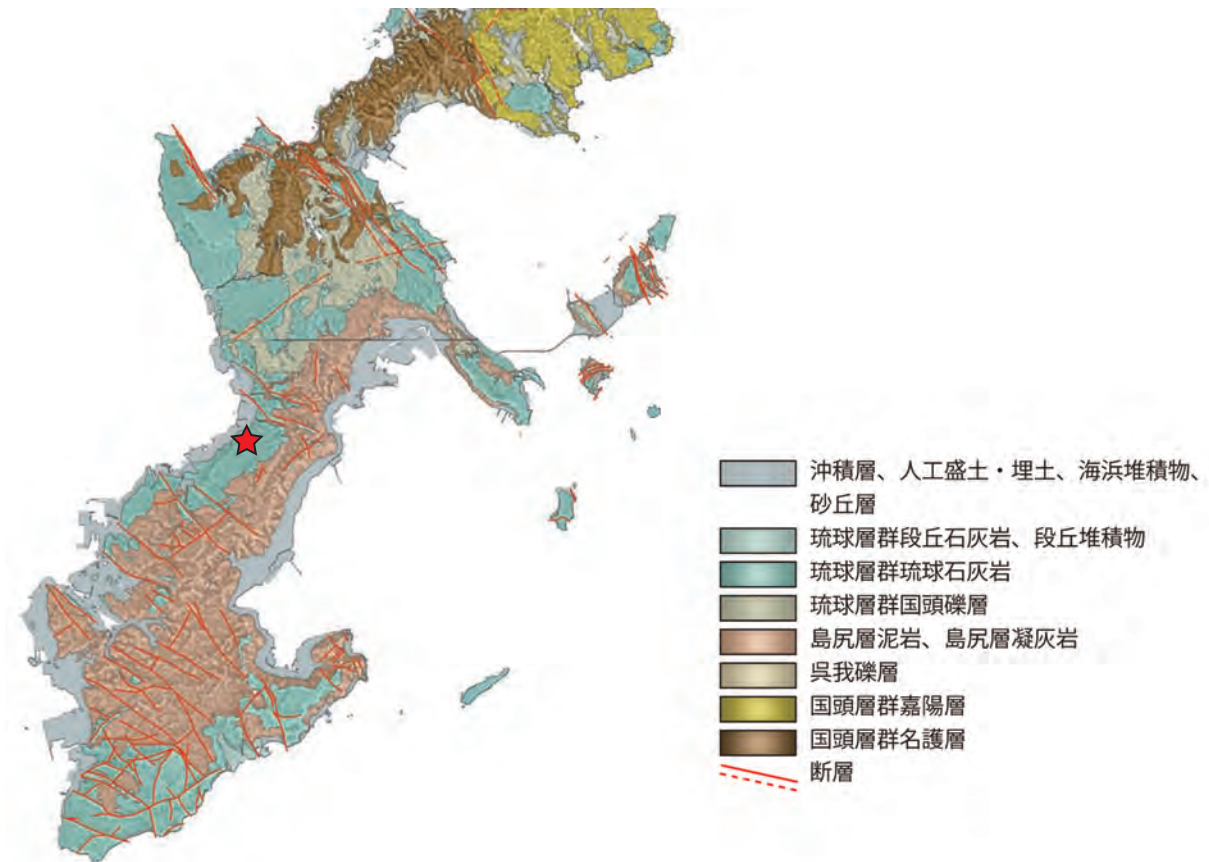 沖積層、人工盛土・埋土、海浜堆積物、
砂丘層
琉球層群段丘石灰岩、段丘堆積物
琉球層群琉球石灰岩
琉球層群国頭礫層
島尻層泥岩、島尻層凝灰岩
呉我礫層
国頭層群嘉陽層
国頭層群名護層
断層